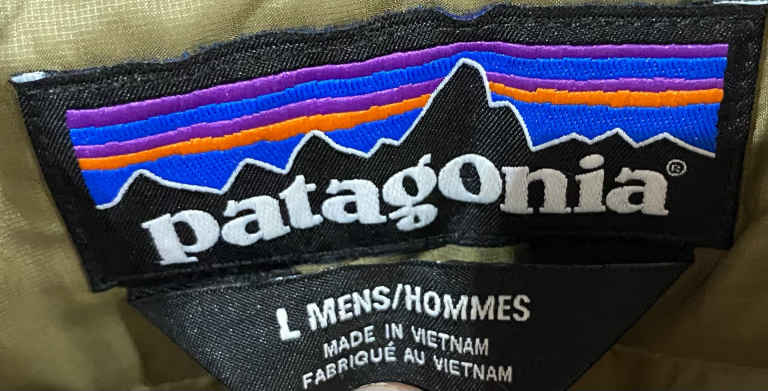 patagonia®
L MENS/HOMMES
MADE IN VIETNAM
FABRIQUÉ AU VIETNAM